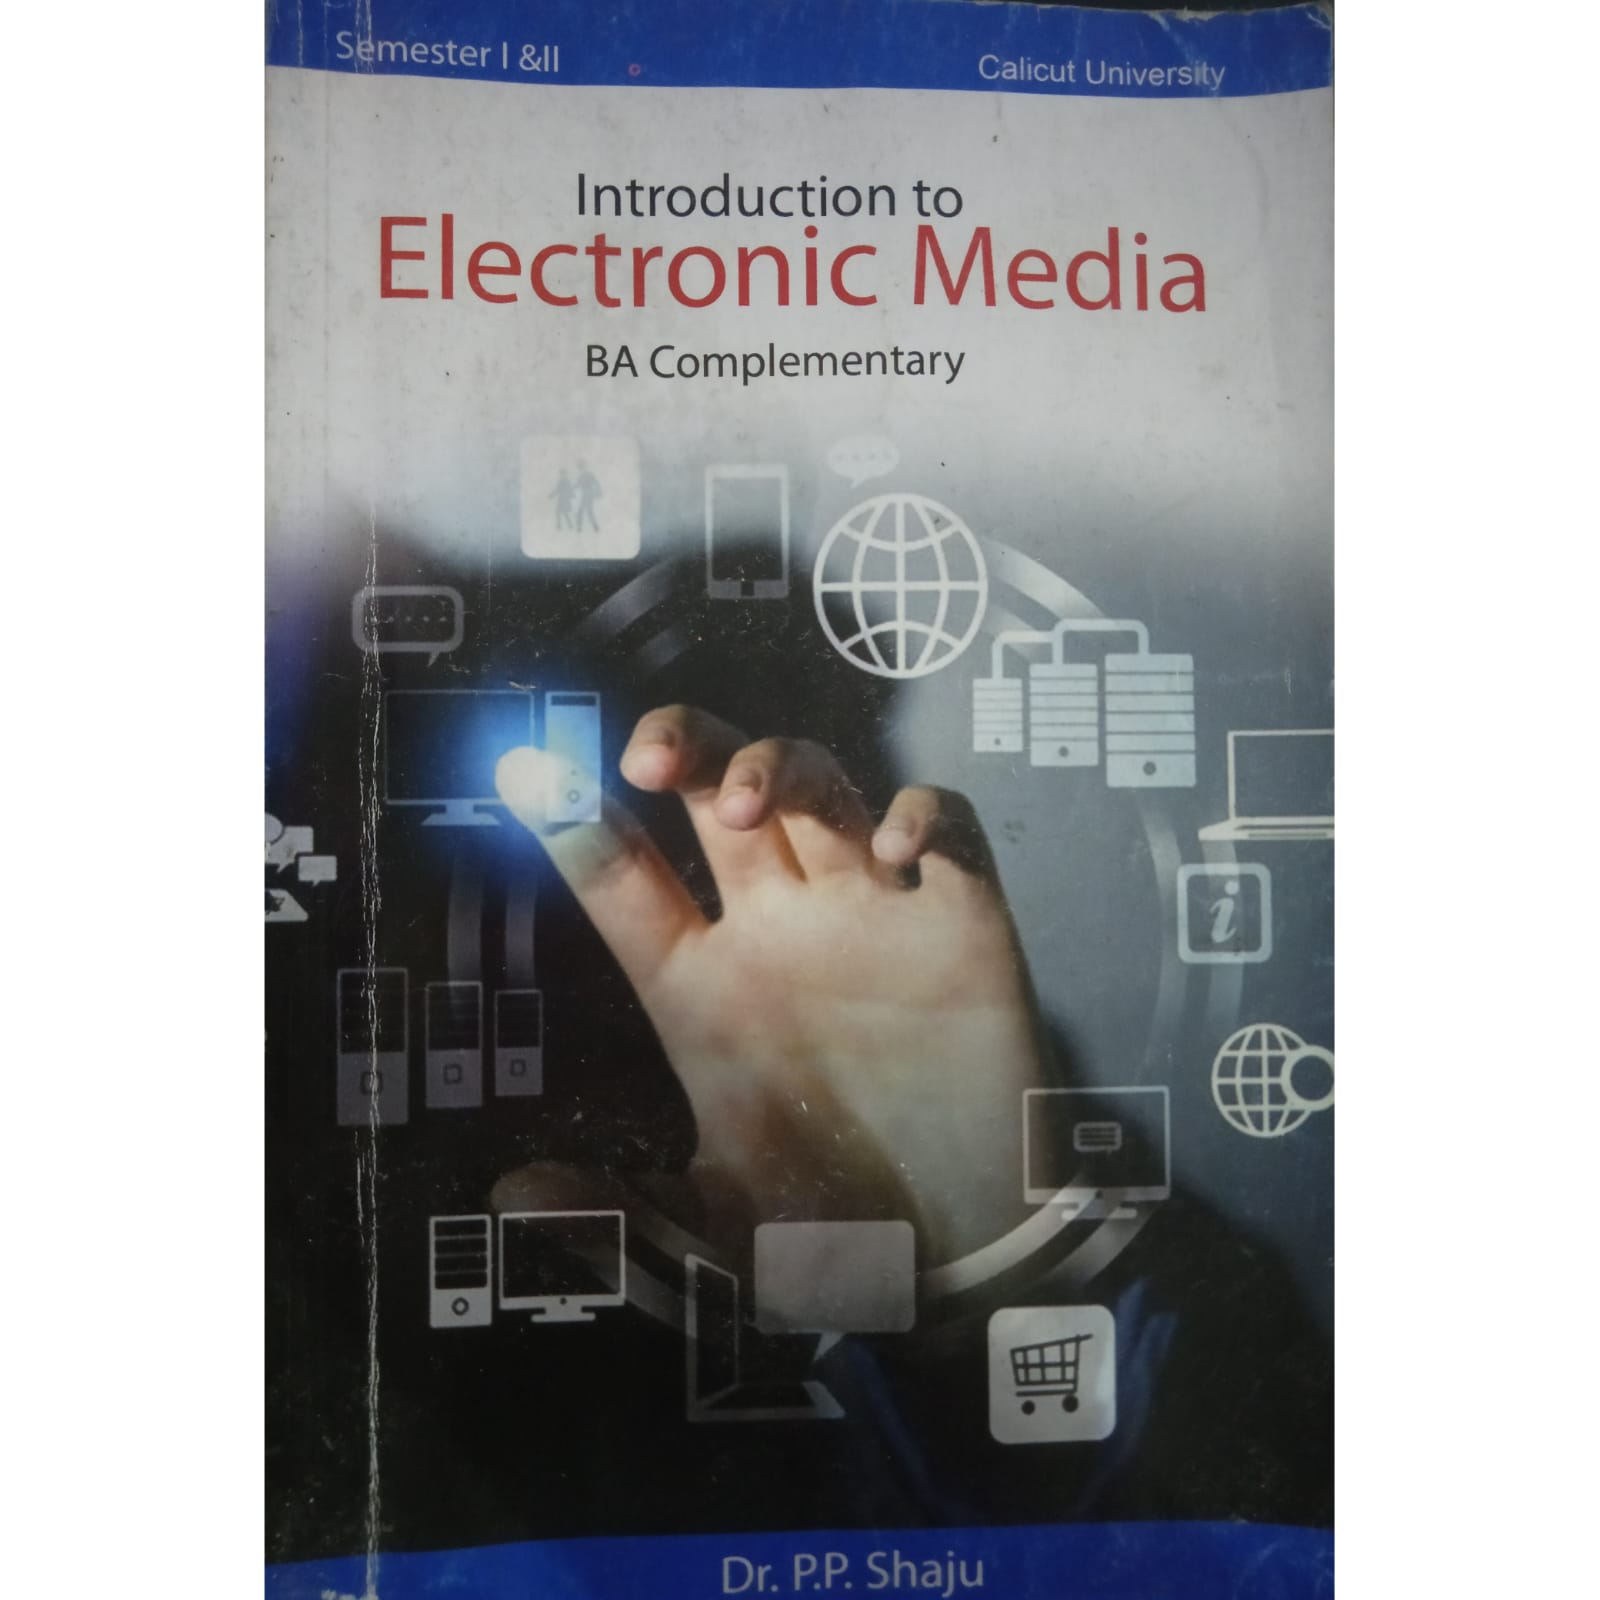 Semester I &II
Calicut University
Introduction to
Electronic Media
BA Complementary
i
Dr. P.P. Shaju